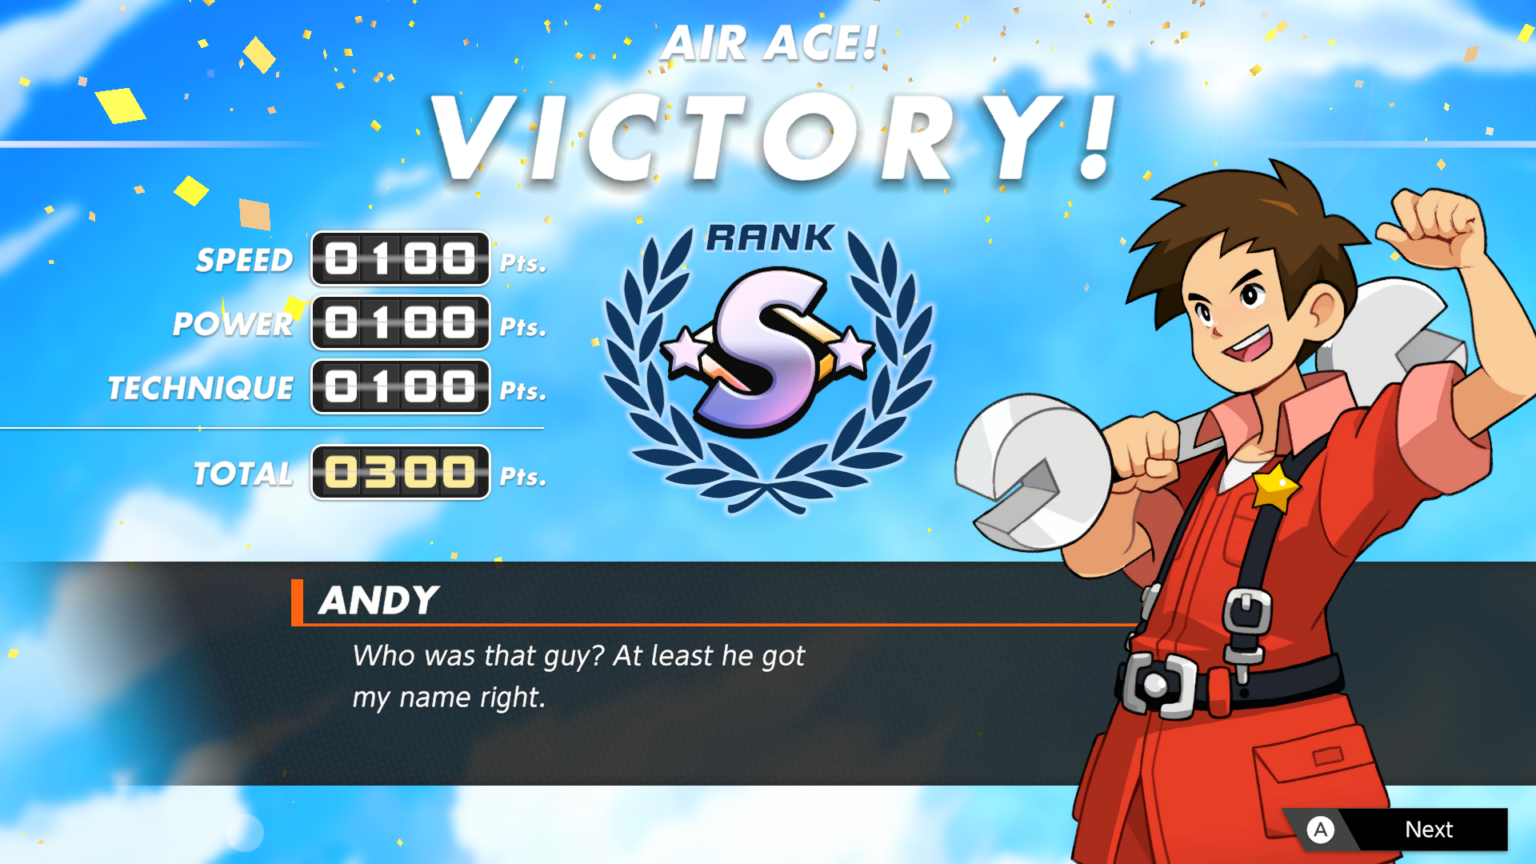 AIR ACE!
VICTORY!
RANK
S
SPEED 0100 Pts.
POWER 0100 Pts.
TECHNIQUE 0100 Pts.
TOTAL 0300 Pts.
ANDY
Who was that guy? At least he got
my name right.
A Next